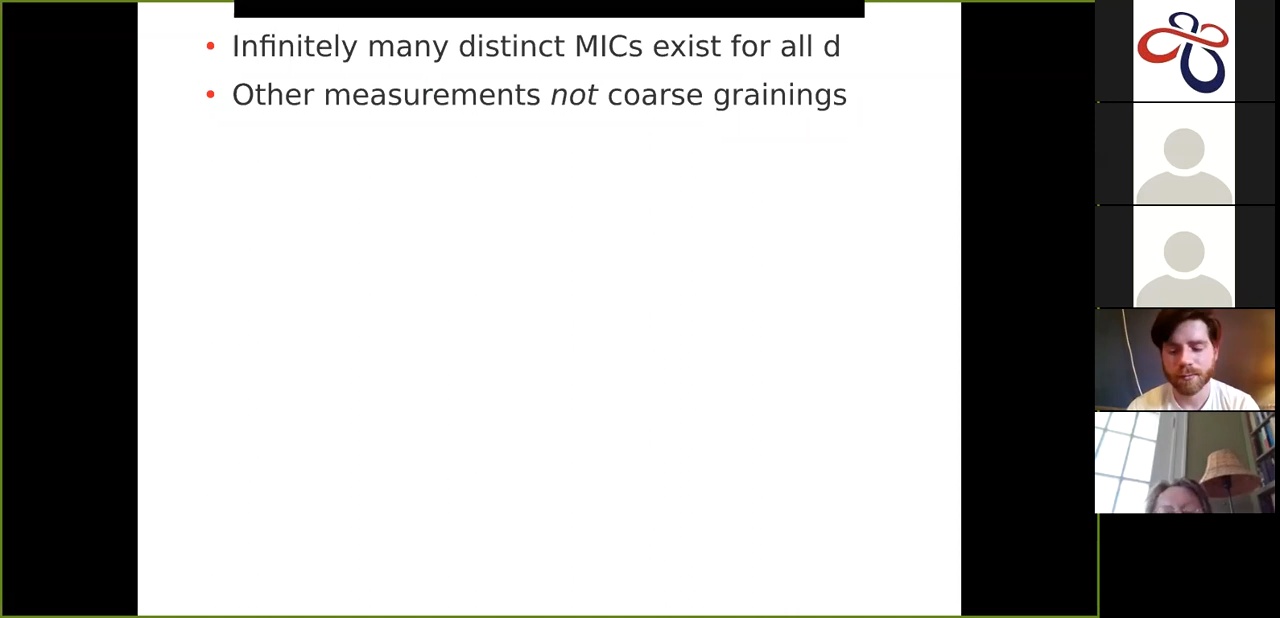 • Infinitely many distinct MICs exist for all d
• Other measurements not coarse grainings